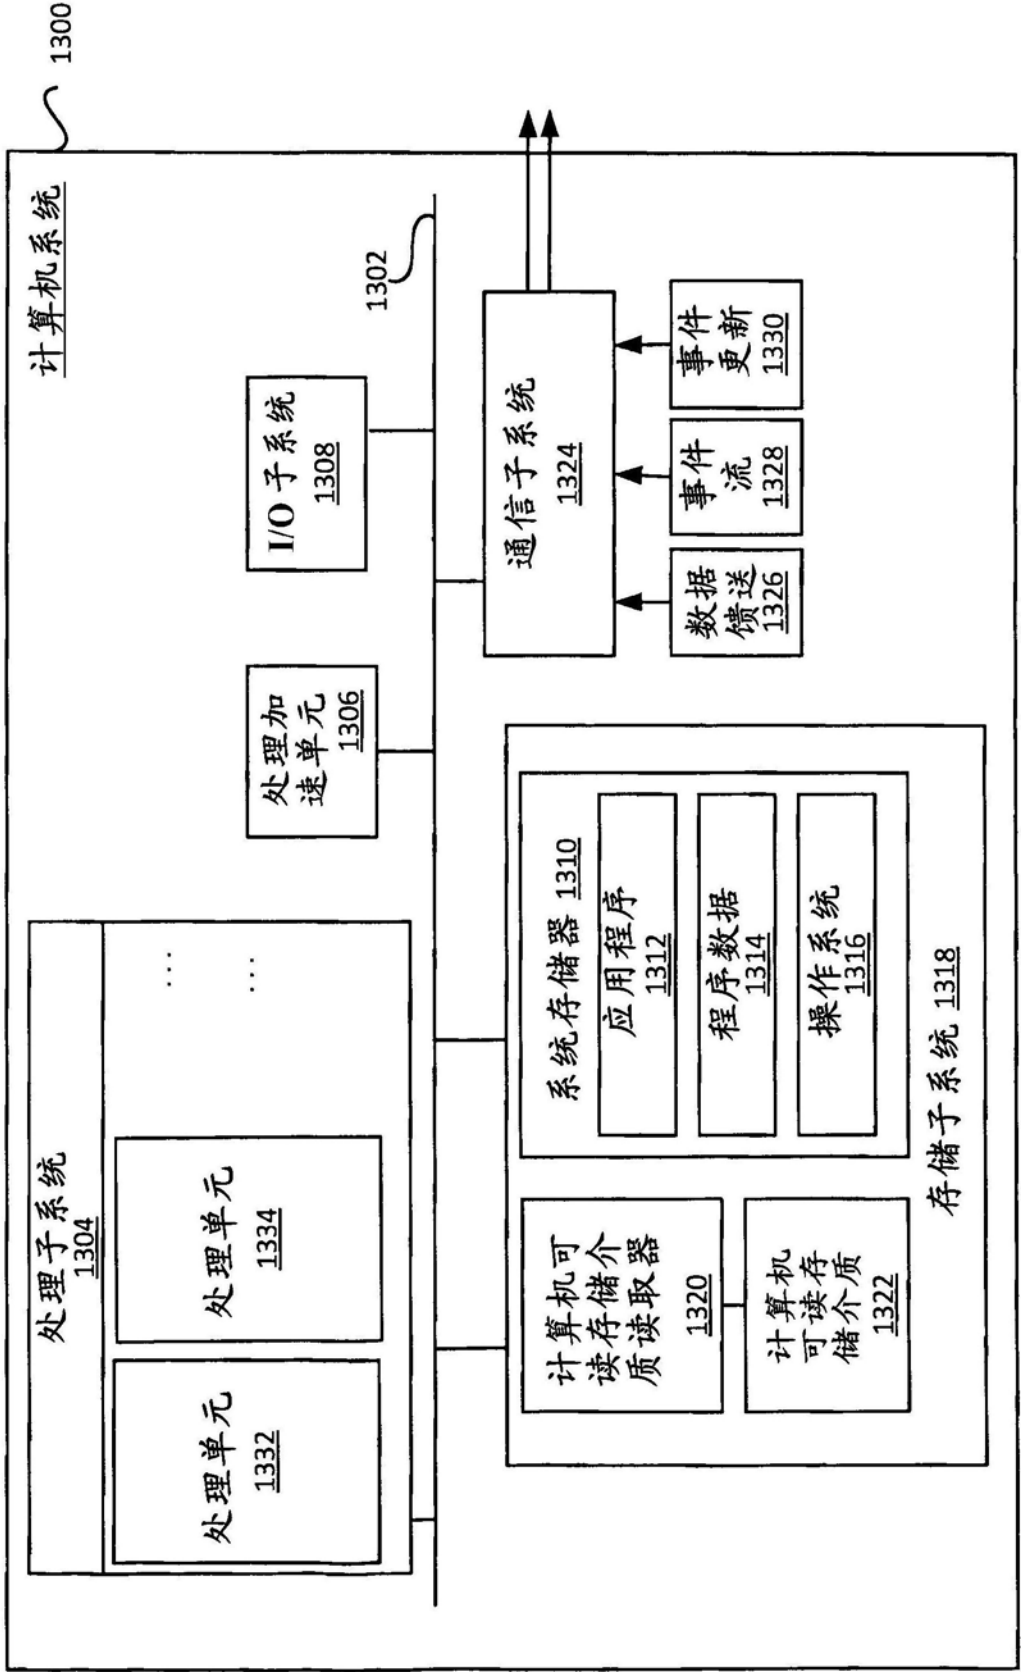 1300
计算机系统
处理子系统
1304
处理单元
1332
处理单元
1334
...
...
处理加
速单元
1306
I/O 子系统
1308
1302
计算机可
读存储介
质读取器
1320
计算机
可读存
储介质
1322
系统存储器 1310
应用程序
1312
程序数据
1314
操作系统
1316
存储子系统 1318
通信子系统
1324
数据
馈送
1326
事件
流
1328
事件
更新
1330